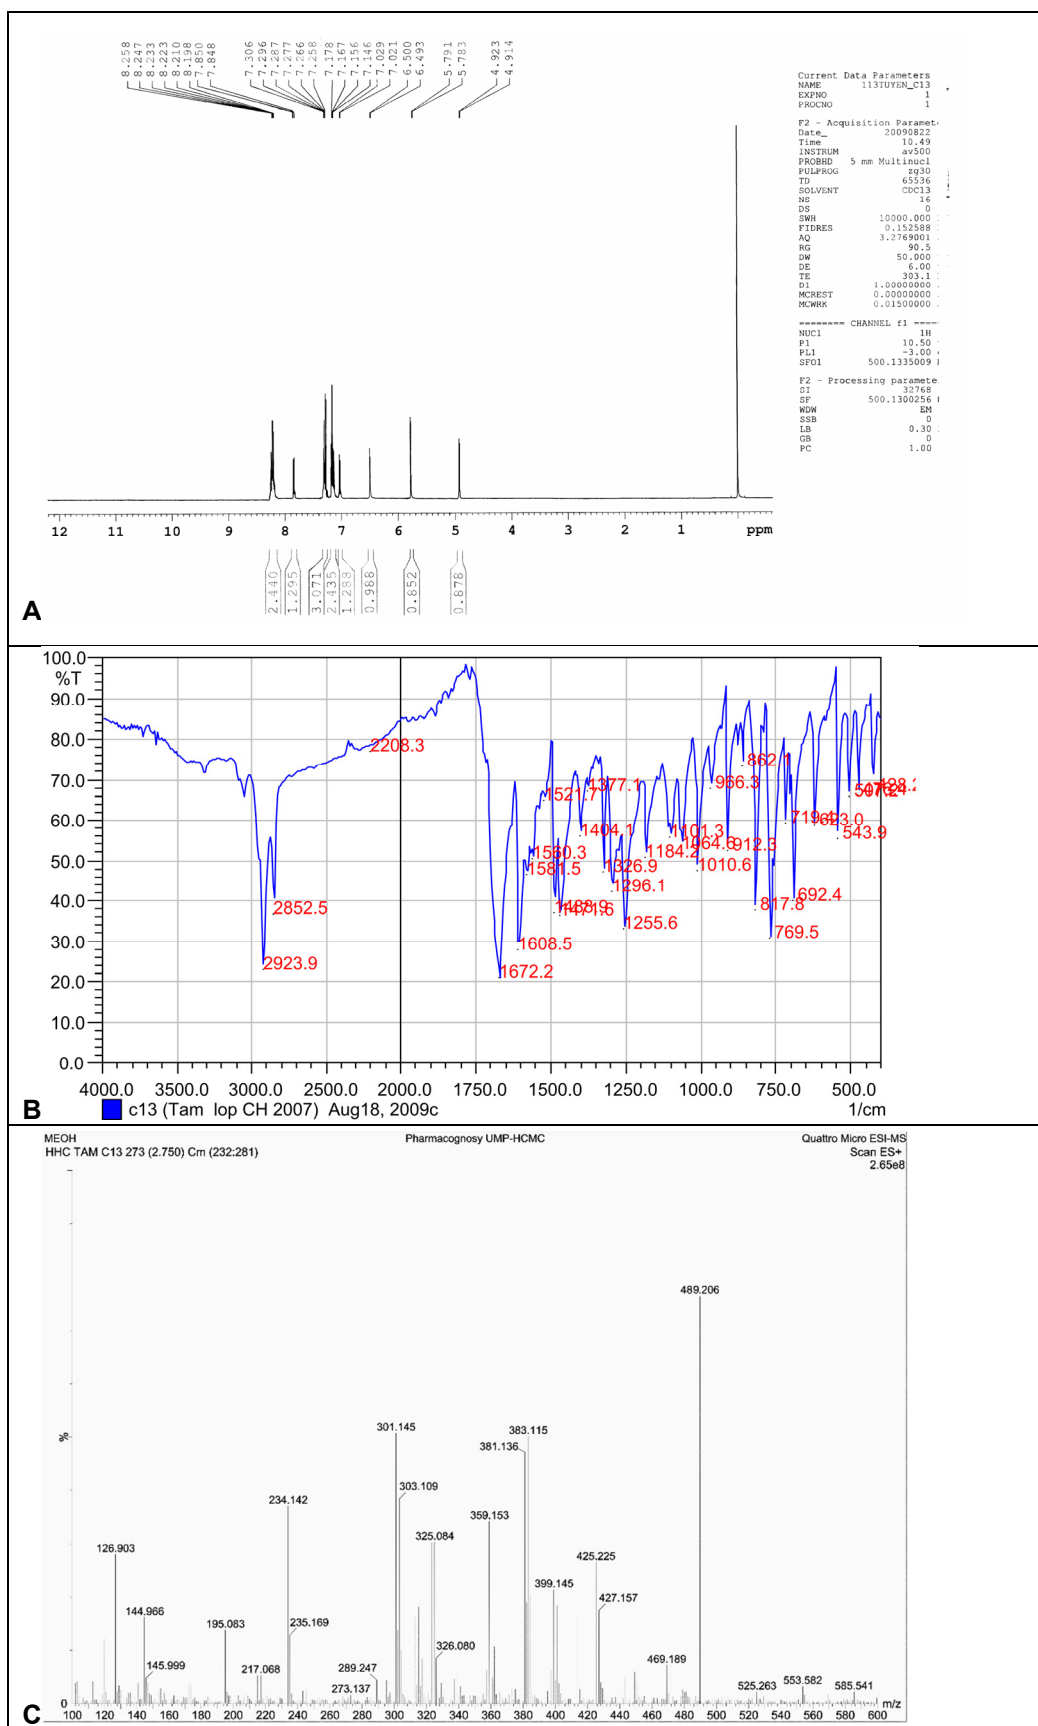 8.258 8.247 8.233 8.223 8.210 8.198 7.850 7.848 7.306 7.296 7.287 7.277 7.266 7.258 7.178 7.167 7.156 7.146 7.029 7.021 6.500 6.493 5.791 5.783 4.923 4.914
Current Data Parameters
NAME 113TUYEN_C13
EXPNO 1
PROCNO 1
F2 - Acquisition Paramet
Date_ 20090822
Time 10.49
INSTRUM av500
PROBHD 5 mm Multinucl
PULPROG zg30
TD 65536
SOLVENT CDCl3
NS 16
DS 0
SWH 10000.000
FIDRES 0.152588
AQ 3.2769001
RG 90.5
DW 50.000
DE 6.00
TE 303.1
D1 1.00000000
MCREST 0.00000000
MCWRK 0.01500000
======== CHANNEL f1 ====
NUC1 1H
P1 10.50
PL1 -3.00
SFO1 500.1335009
F2 - Processing paramete
SI 32768
SF 500.1300256
WDW EM
SSB 0
LB 0.30
GB 0
PC 1.00
12 11 10 9 8 7 6 5 4 3 2 1 ppm
2.440 1.295 3.071 2.435 1.288 0.988 0.852 0.878
A
100.0
%T
90.0
80.0
70.0
60.0
50.0
40.0
30.0
20.0
10.0
0.0
2923.9
2852.5
2208.3
1672.2
1608.5
1581.5
1560.3
1521.7
1488.9
1471.6
1404.1
1377.1
1326.9
1296.1
1255.6
1184.2
1101.3
1064.6
1010.6
966.3
912.3
862.1
817.8
769.5
719.4
692.4
623.0
543.9
4000.0 3500.0 3000.0 2500.0 2000.0 1750.0 1500.0 1250.0 1000.0 750.0 500.0
B
c13 (Tam lop CH 2007) Aug18, 2009c
1/cm
MEOH Pharmacognosy UMP-HCMC Quattro Micro ESI-MS
HHC TAM C13 273 (2.750) Cm (232:281) Scan ES+
2.65e8
489.206
301.145
383.115
381.136
303.109
234.142
359.153
325.084
126.903
425.225
399.145
427.157
144.966
195.083
235.169
326.080
145.999
217.068
289.247
273.137
469.189
525.263
553.582
585.541
%
0
100 120 140 160 180 200 220 240 260 280 300 320 340 360 380 400 420 440 460 480 500 520 540 560 580 600
m/z
C